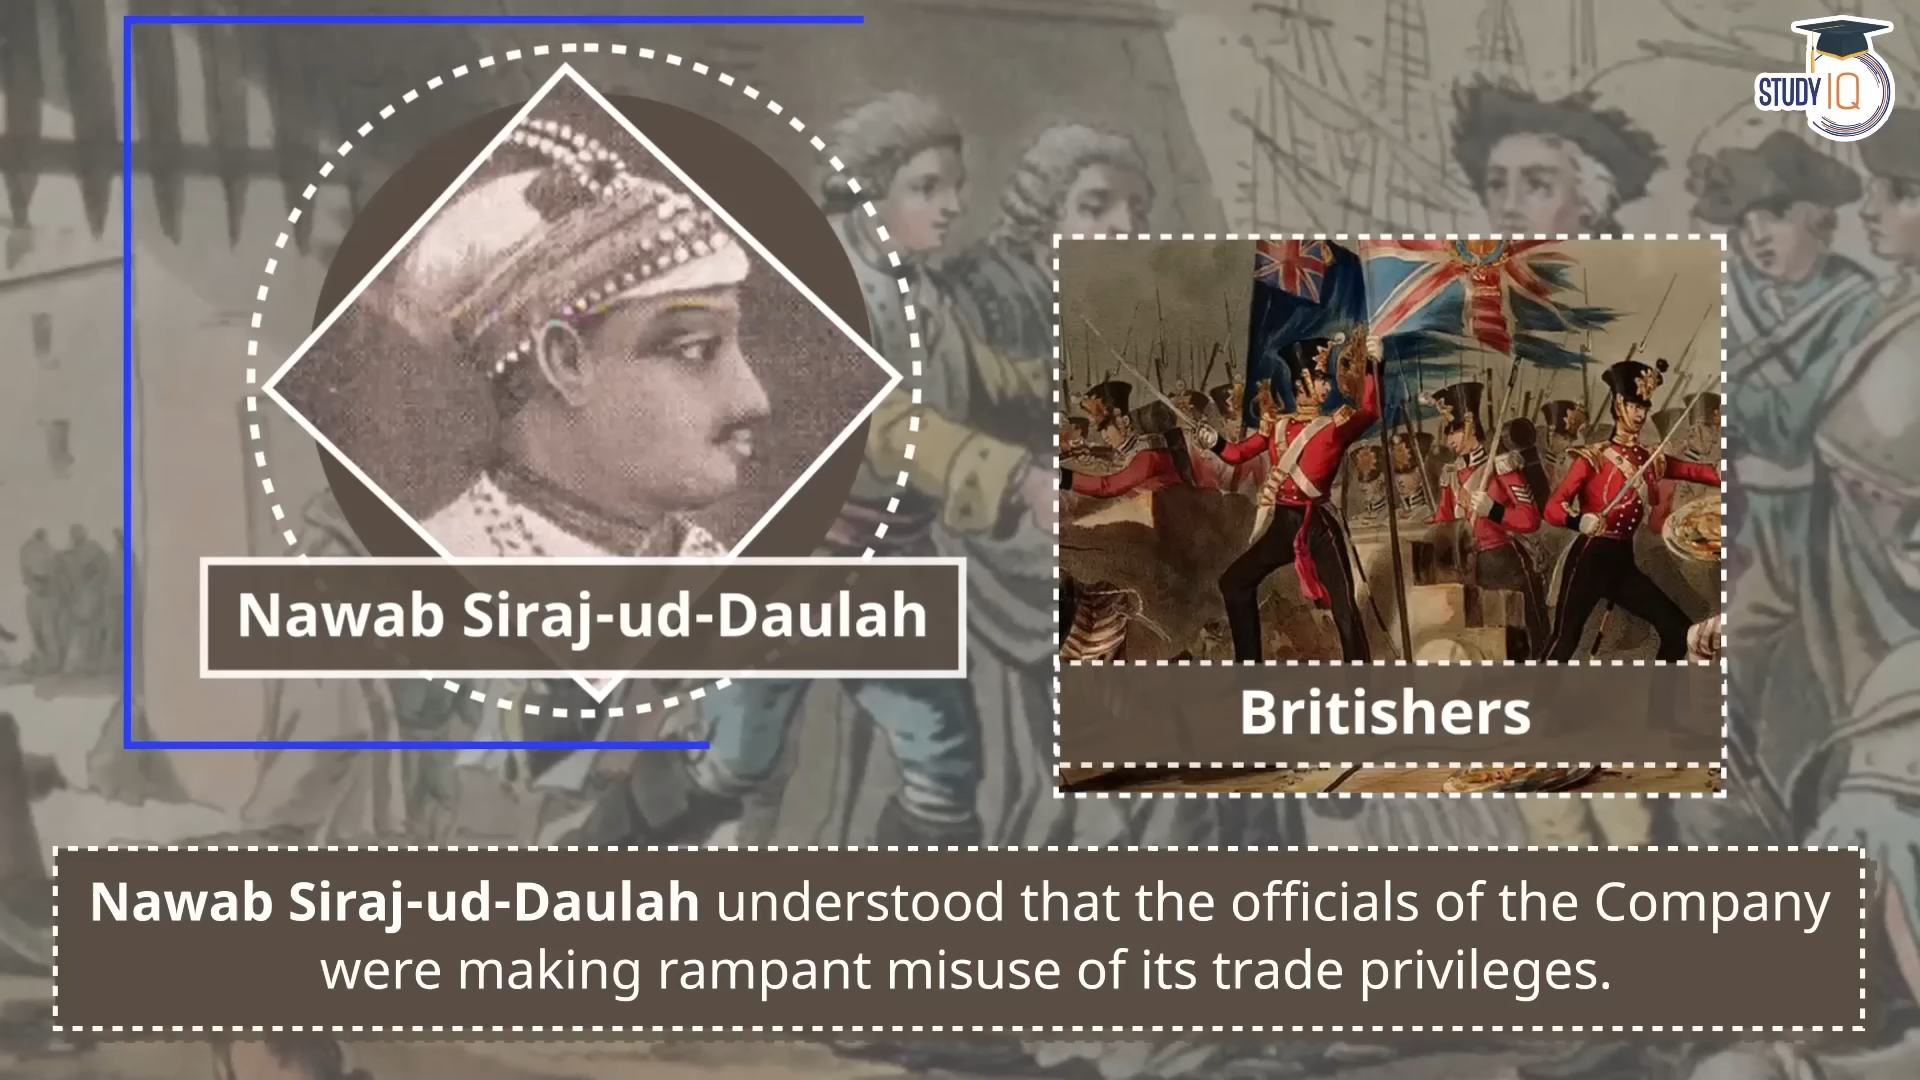 STUDY IQ
Nawab Siraj-ud-Daulah
Britishers
Nawab Siraj-ud-Daulah understood that the officials of the Company
were making rampant misuse of its trade privileges.